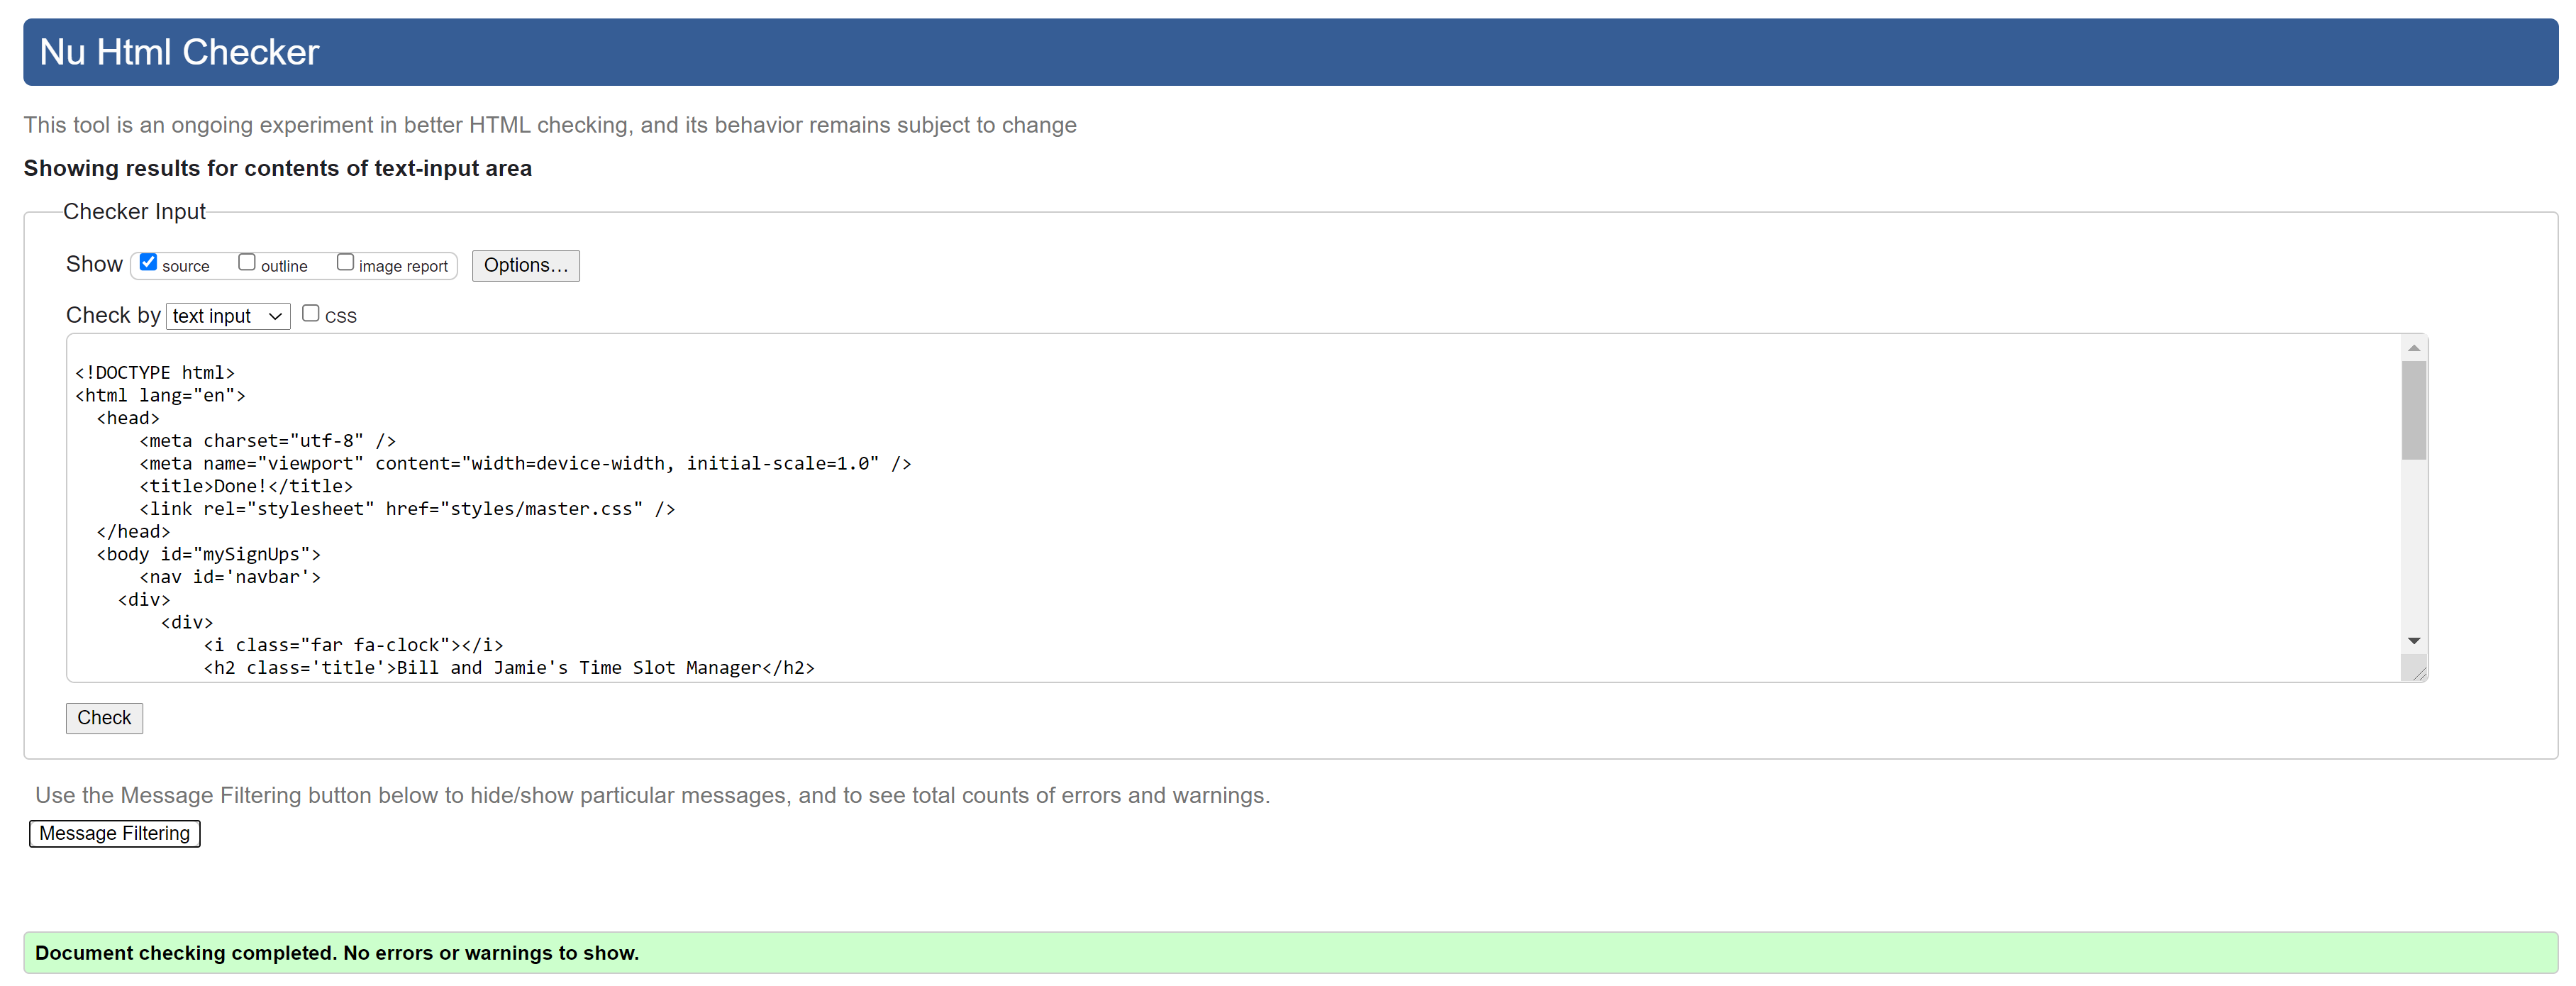 Nu Html Checker
This tool is an ongoing experiment in better HTML checking, and its behavior remains subject to change
Showing results for contents of text-input area
Checker Input
Show source outline image report Options...
Check by text input CSS
<!DOCTYPE html>
<html lang="en">
  <head>
      <meta charset="utf-8" />
      <meta name="viewport" content="width=device-width, initial-scale=1.0" />
      <title>Done!</title>
      <link rel="stylesheet" href="styles/master.css" />
  </head>
  <body id="mySignUps">
      <nav id='navbar'>
    <div>
        <div>
            <i class="far fa-clock"></i>
            <h2 class='title'>Bill and Jamie's Time Slot Manager</h2>
Check
Use the Message Filtering button below to hide/show particular messages, and to see total counts of errors and warnings.
Message Filtering
Document checking completed. No errors or warnings to show.